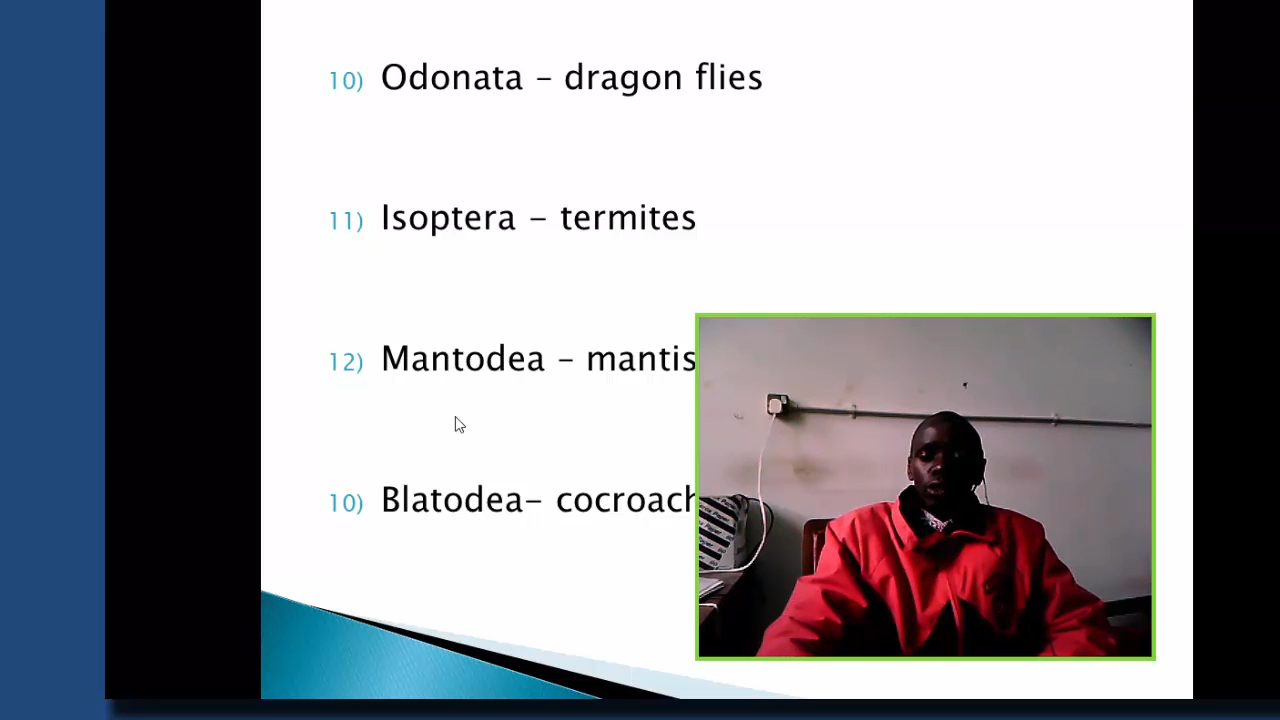 10) Odonata – dragon flies
11) Isoptera – termites
12) Mantodea – mantis
10) Blatodea– cocroach